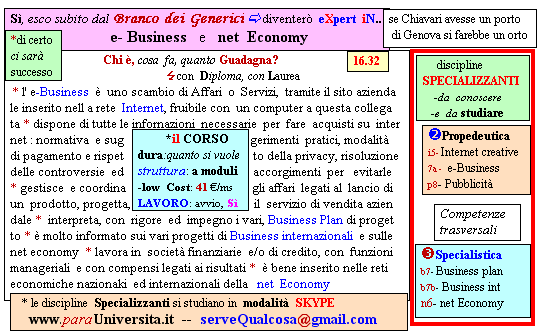 Sì, esco subito dal Branco dei Generici ⇨ diventerò eXpert iN..
e- Business e net Economy
se Chiavari avesse un porto
di Genova si farebbe un orto
*di certo
ci sarà
successo
Chi è, cosa fa, quanto Guadagna?
con Diploma, con Laurea
16.32
* l' e-Business è uno scambio di Affari o Servizi, tramite il sito azienda
le inserito nell a rete Internet, fruibile con un computer a questa collega
ta * dispone di tutte le infornazioni necessarie per fare acquisti su inter
net : normativa e sug gerimenti pratici, modalità
di pagamento e rispet to della privacy, risoluzione
delle controversie ed accorgimenti per evitarle
* gestisce e coordina gli affari legati al lancio di
un prodotto, progetta, il servizio di vendita azien
dale * interpreta, con rigore ed impegno i vari, Business Plan di proget
to * è molto informato sui vari progetti di Business internazionali e sulle
net economy * lavora in società finanziarie e/o di credito, con funzioni
manageriali e con compensi legati ai risultati * è bene inserito nelle reti
economiche nazionaki ed internazionali della net Economy
*il CORSO
dura:quanto si vuole
struttura: a moduli
-low Cost: 41 €/ms
LAVORO: avvio, Sì
discipline
SPECIALIZZANTI
-da conoscere
-e da studiare
❷Propedeutica
i5- Internet creative
7a - e-Business
p8- Pubblicità
Competenze
trasversali
❸Specialistica
b7- Business plan
b7b- Business int
n6- net Economy
* le discipline Specializzanti si studiano in modalità SKYPE
www.paraUniversita.it -- serveQualcosa@gmail.com